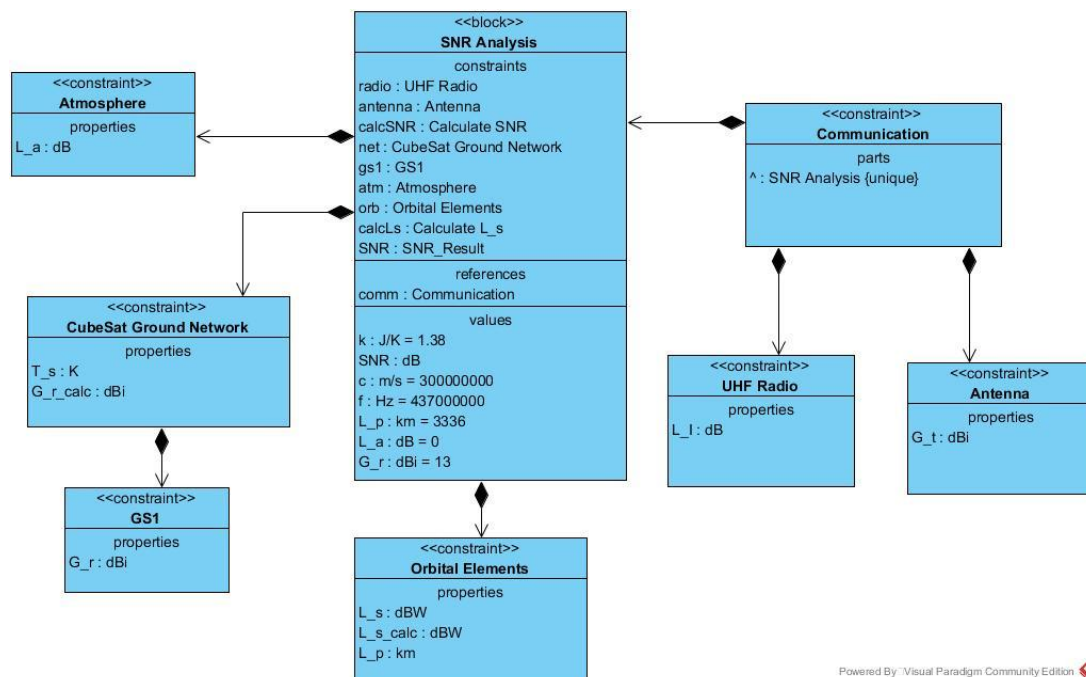 <<block>>
SNR Analysis
constraints
radio : UHF Radio
antenna : Antenna
calcSNR : Calculate SNR
net : CubeSat Ground Network
gs1 : GS1
atm : Atmosphere
orb : Orbital Elements
calcLs : Calculate L_s
SNR : SNR_Result
references
comm : Communication
values
k : J/K = 1.38
SNR : dB
c : m/s = 300000000
f : Hz = 437000000
L_p : km = 3336
L_a : dB = 0
G_r : dBi = 13
<<constraint>>
Atmosphere
properties
L_a : dB
<<constraint>>
Communication
parts
^ : SNR Analysis {unique}
<<constraint>>
CubeSat Ground Network
properties
T_s : K
G_r_calc : dBi
<<constraint>>
UHF Radio
properties
L_l : dB
<<constraint>>
Antenna
properties
G_t : dBi
<<constraint>>
GS1
properties
G_r : dBi
<<constraint>>
Orbital Elements
properties
L_s : dBW
L_s_calc : dBW
L_p : km
Powered By Visual Paradigm Community Edition